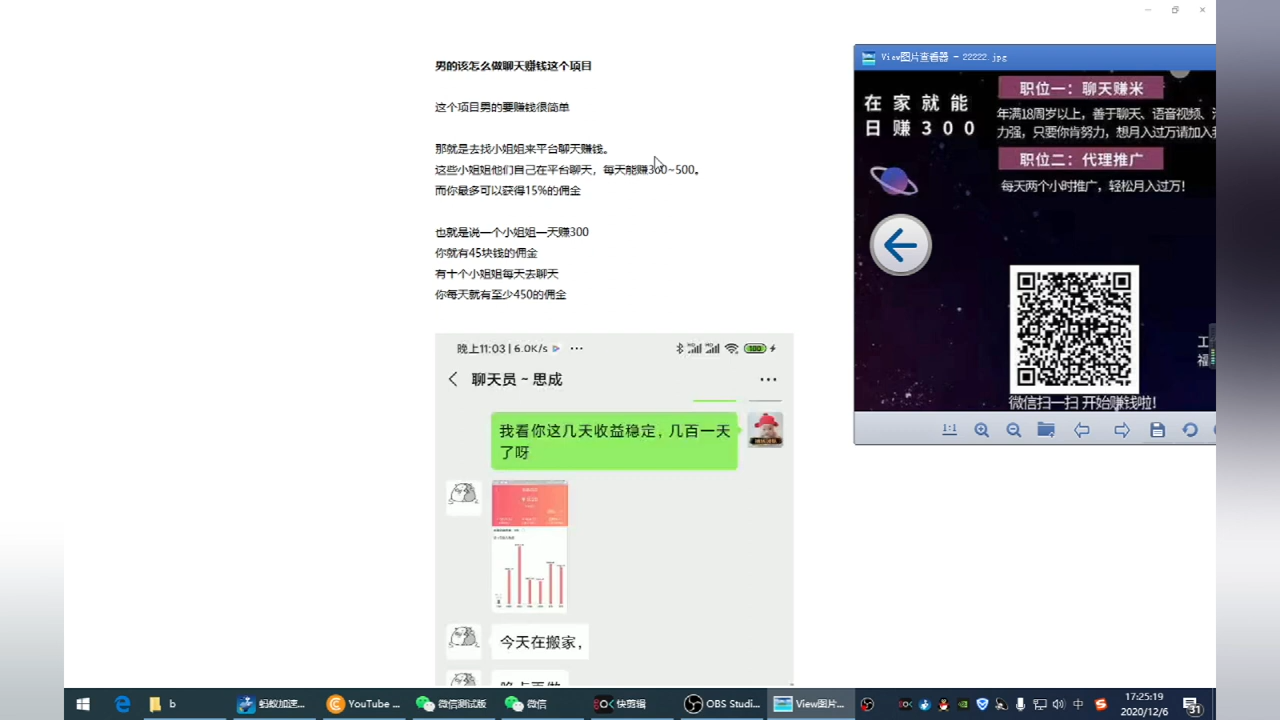 男的该怎么做聊天赚钱这个项目
这个项目男的要赚钱很简单
那就是去找小姐姐来平台聊天赚钱。
这些小姐姐他们自己在平台聊天，每天能赚300~500。
而你最多可以获得15%的佣金
也就是说一个小姐姐一天赚300
你就有45块钱的佣金
有十个小姐姐每天去聊天
你每天就有至少450的佣金
晚上11:03 | 6.0K/s
100
聊天员 ~ 思成
我看你这几天收益稳定，几百一天
了呀
今天在搬家，
View图片查看器 - 22222.jpg
在家就能
日赚300
职位一：聊天赚米
年满18周岁以上，善于聊天、语音视频、
力强，只要你肯努力，想月入过万请加入
职位二：代理推广
每天两个小时推广，轻松月入过万！
工
福
微信扫一扫 开始赚钱啦！
1:1
b
蚂蚁加速...
YouTube ...
微信测试版
微信
快剪辑
OBS Studi...
View图片...
中
17:25:19
2020/12/6
31